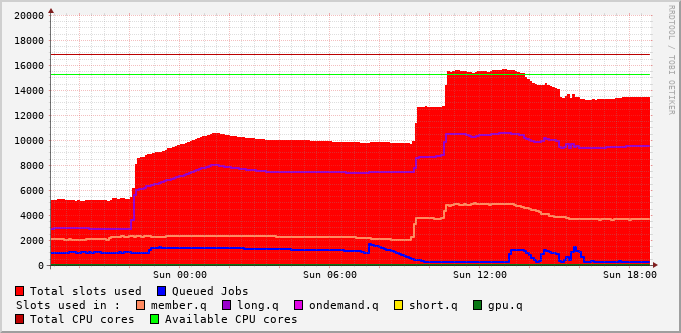 20000
18000
16000
14000
12000
10000
8000
6000
4000
2000
0
Sun 00:00 Sun 06:00 Sun 12:00 Sun 18:00
Total slots used Queued Jobs
Slots used in : member.q long.q ondemand.q short.q gpu.q
Total CPU cores Available CPU cores
RRDTOOL / TOBI OETIKER